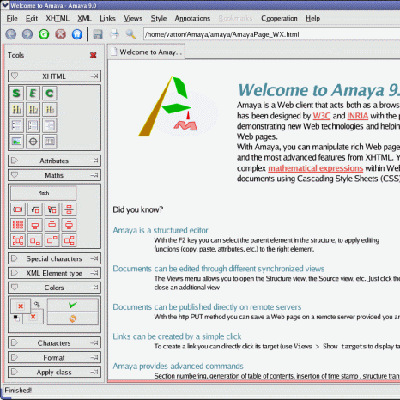 Welcome to Amaya - Amaya 9.0
File Edit XHTML XML Links Views Style Annotations Bookmarks Cooperation Help
/home/vatton/Amaya/amaya/AmayaPage_WX.html
Tools
Welcome to Amay...
XHTML
S E C
Attributes
Maths
Special characters
XML Element type
Colors
Characters
Format
Apply class
Welcome to Amaya 9.
Amaya is a Web client that acts both as a brows
has been designed by W3C and INRIA with the p
demonstrating new Web technologies and helpin
Web pages.
With Amaya, you can manipulate rich Web page
and the most advanced features from XHTML. Y
complex mathematical expressions within Web
documents using Cascading Style Sheets (CSS)
Did you know?
Amaya is a structured editor
With the F2 key you can select the parent element in the structure, to apply editing
functions (copy, paste, attributes, etc.) to the right element.
Documents can be edited through different synchronized views
The Views menu allows you to open the Structure view, the Source view, etc. Just click the
close an additional view
Documents can be published directly on remote servers
With the http PUT method you can save a Web page on a remote server provided you ar
Links can be created by a simple click
To create a link you can directly click its target (use Views > Show targets to display ta
Amaya provides advanced commands
Section numbering, generation of table of contents, insertion of time stamp, structure tran
Finished!